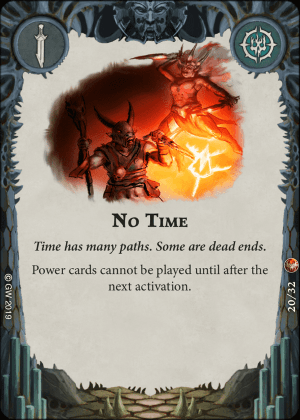 No Time
Time has many paths. Some are dead ends.
Power cards cannot be played until after the
next activation.
© GW 2019
20/32